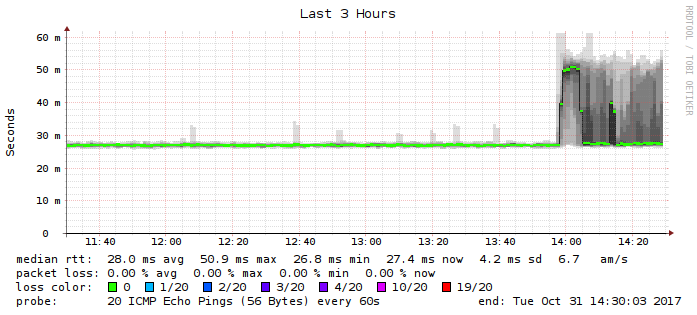 Last 3 Hours
RRDTOOL / TOBI OETIKER
Seconds
60 m
50 m
40 m
30 m
20 m
10 m
0
11:40 12:00 12:20 12:40 13:00 13:20 13:40 14:00 14:20
median rtt: 28.0 ms avg 50.9 ms max 26.8 ms min 27.4 ms now 4.2 ms sd 6.7 am/s
packet loss: 0.00 % avg 0.00 % max 0.00 % min 0.00 % now
loss color: 0 1/20 2/20 3/20 4/20 10/20 19/20
probe: 20 ICMP Echo Pings (56 Bytes) every 60s end: Tue Oct 31 14:30:03 2017